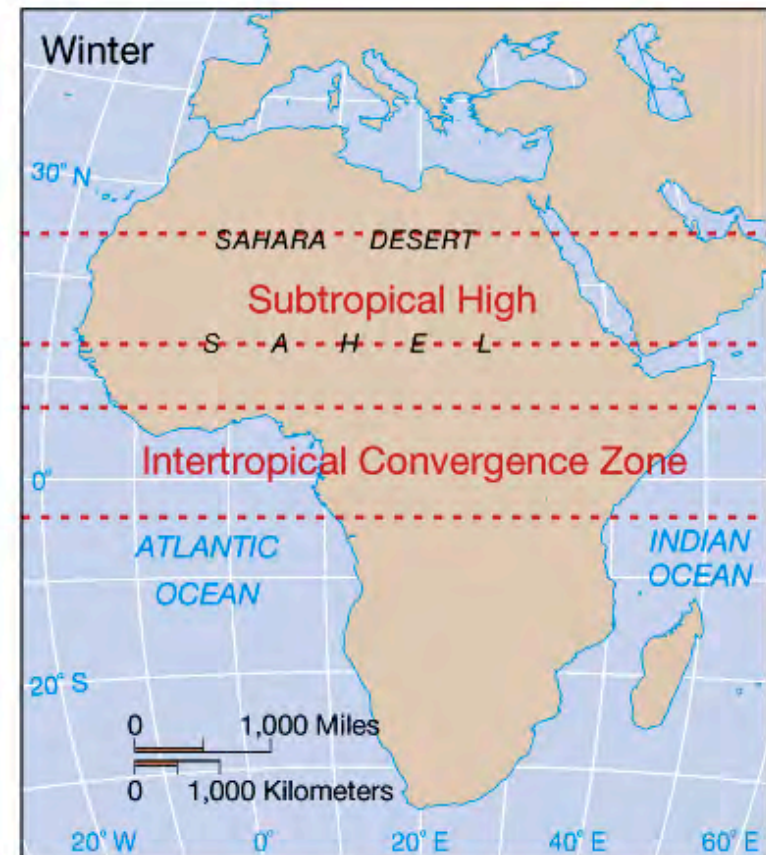 Winter
30° N
SAHARA DESERT
Subtropical High
S A H E L
Intertropical Convergence Zone
0°
ATLANTIC
OCEAN
INDIAN
OCEAN
20° S
0 1,000 Miles
0 1,000 Kilometers
20° W 0° 20° E 40° E 60° E